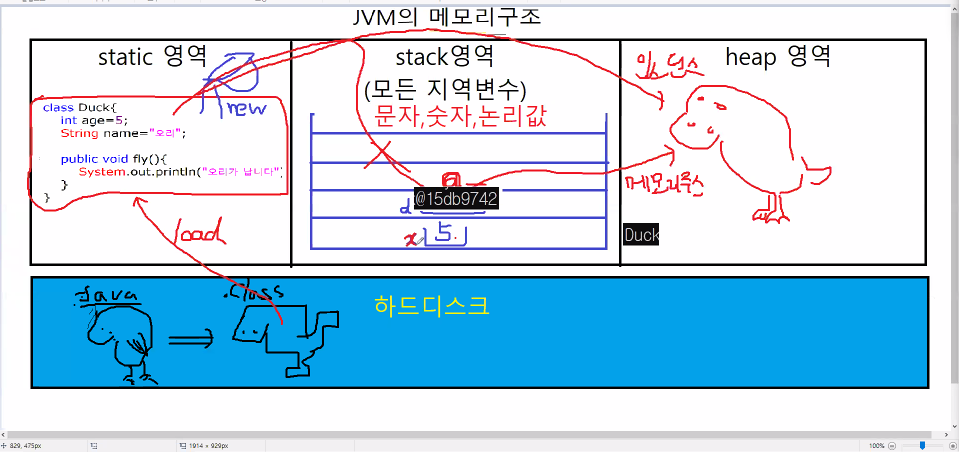 JVM의 메모리구조
static 영역
stack영역
(모든 지역변수)
문자,숫자,논리값
heap 영역
인스턴스
new
class Duck{
int age=5;
String name="오리";
public void fly(){
System.out.println("오리가 납니다")
}
}
load
@15db9742
d
x 5.
메모리주소
Duck
.Java
.Class
하드디스크
829, 475px
1914 × 929px
100%